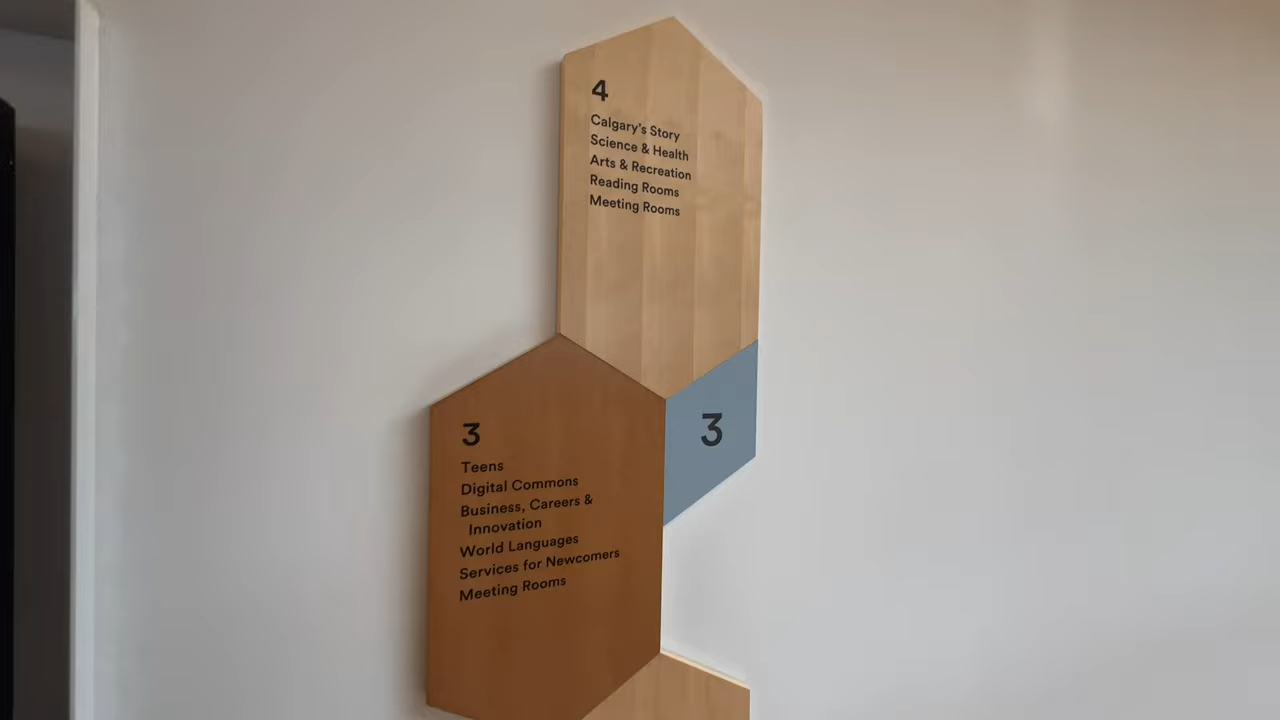 4
Calgary's Story
Science & Health
Arts & Recreation
Reading Rooms
Meeting Rooms
3
Teens
Digital Commons
Business, Careers &
Innovation
World Languages
Services for Newcomers
Meeting Rooms
3